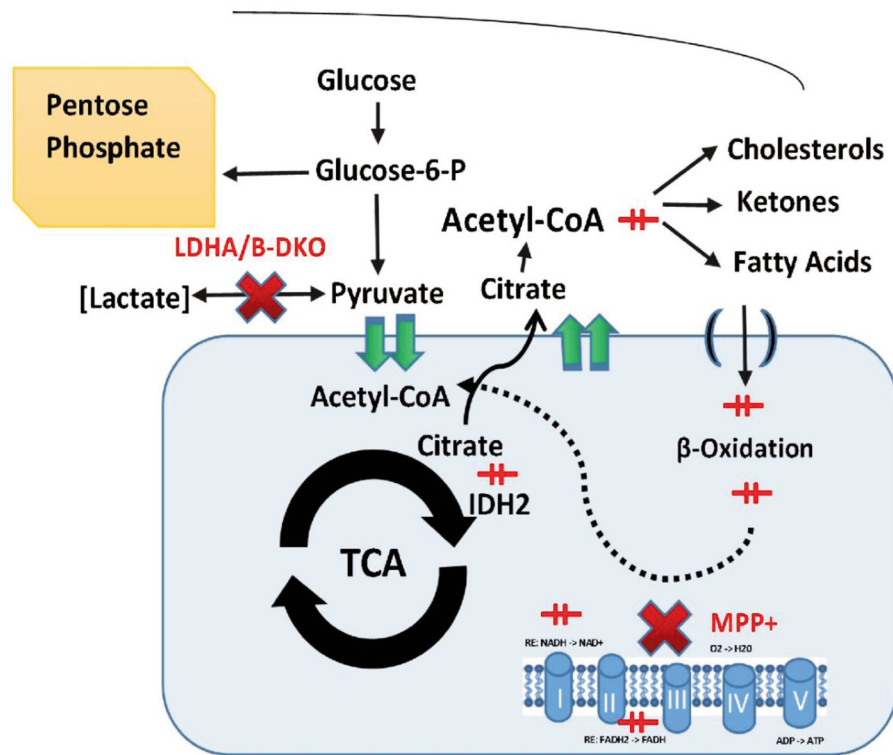 Glucose
Pentose
Phosphate
Glucose-6-P
Cholesterols
Acetyl-CoA
Ketones
LDHA/B-DKO
Fatty Acids
[Lactate]
Pyruvate
Citrate
Acetyl-CoA
Citrate
IDH2
β-Oxidation
TCA
MPP+
RE: NADH -> NAD+
O2 -> H20
I
II
III
IV
V
RE: FADH2 -> FADH
ADP -> ATP